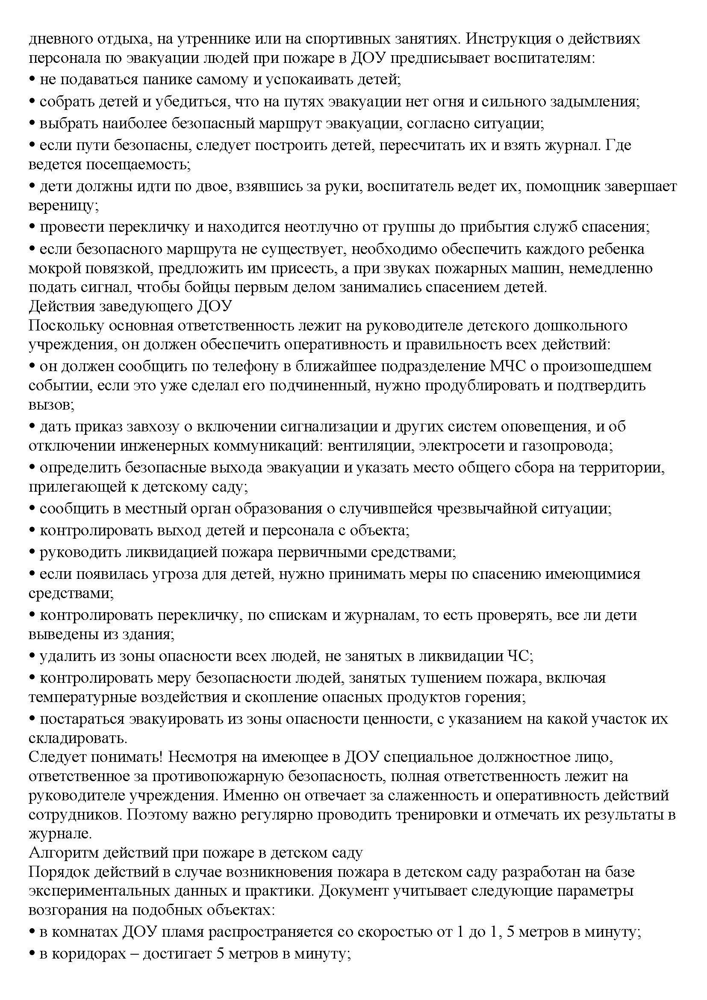 дневного отдыха, на утреннике или на спортивных занятиях. Инструкция о действиях
персонала по эвакуации людей при пожаре в ДОУ предписывает воспитателям:
• не подаваться панике самому и успокаивать детей;
• собрать детей и убедиться, что на путях эвакуации нет огня и сильного задымления;
• выбрать наиболее безопасный маршрут эвакуации, согласно ситуации;
• если пути безопасны, следует построить детей, пересчитать их и взять журнал. Где
ведется посещаемость;
• дети должны идти по двое, взявшись за руки, воспитатель ведет их, помощник завершает
вереницу;
• провести перекличку и находится неотлучно от группы до прибытия служб спасения;
• если безопасного маршрута не существует, необходимо обеспечить каждого ребенка
мокрой повязкой, предложить им присесть, а при звуках пожарных машин, немедленно
подать сигнал, чтобы бойцы первым делом занимались спасением детей.
Действия заведующего ДОУ
Поскольку основная ответственность лежит на руководителе детского дошкольного
учреждения, он должен обеспечить оперативность и правильность всех действий:
• он должен сообщить по телефону в ближайшее подразделение МЧС о произошедшем
событии, если это уже сделал его подчиненный, нужно продублировать и подтвердить
вызов;
• дать приказ завхозу о включении сигнализации и других систем оповещения, и об
отключении инженерных коммуникаций: вентиляции, электросети и газопровода;
• определить безопасные выхода эвакуации и указать место общего сбора на территории,
прилегающей к детскому саду;
• сообщить в местный орган образования о случившейся чрезвычайной ситуации;
• контролировать выход детей и персонала с объекта;
• руководить ликвидацией пожара первичными средствами;
• если появилась угроза для детей, нужно принимать меры по спасению имеющимися
средствами;
• контролировать перекличку, по спискам и журналам, то есть проверять, все ли дети
выведены из здания;
• удалить из зоны опасности всех людей, не занятых в ликвидации ЧС;
• контролировать меру безопасности людей, занятых тушением пожара, включая
температурные воздействия и скопление опасных продуктов горения;
• постараться эвакуировать из зоны опасности ценности, с указанием на какой участок их
складировать.
Следует понимать! Несмотря на имеющее в ДОУ специальное должностное лицо,
ответственное за противопожарную безопасность, полная ответственность лежит на
руководителе учреждения. Именно он отвечает за слаженность и оперативность действий
сотрудников. Поэтому важно регулярно проводить тренировки и отмечать их результаты в
журнале.
Алгоритм действий при пожаре в детском саду
Порядок действий в случае возникновения пожара в детском саду разработан на базе
экспериментальных данных и практики. Документ учитывает следующие параметры
возгорания на подобных объектах:
• в комнатах ДОУ пламя распространяется со скоростью от 1 до 1, 5 метров в минуту;
• в коридорах – достигает 5 метров в минуту;